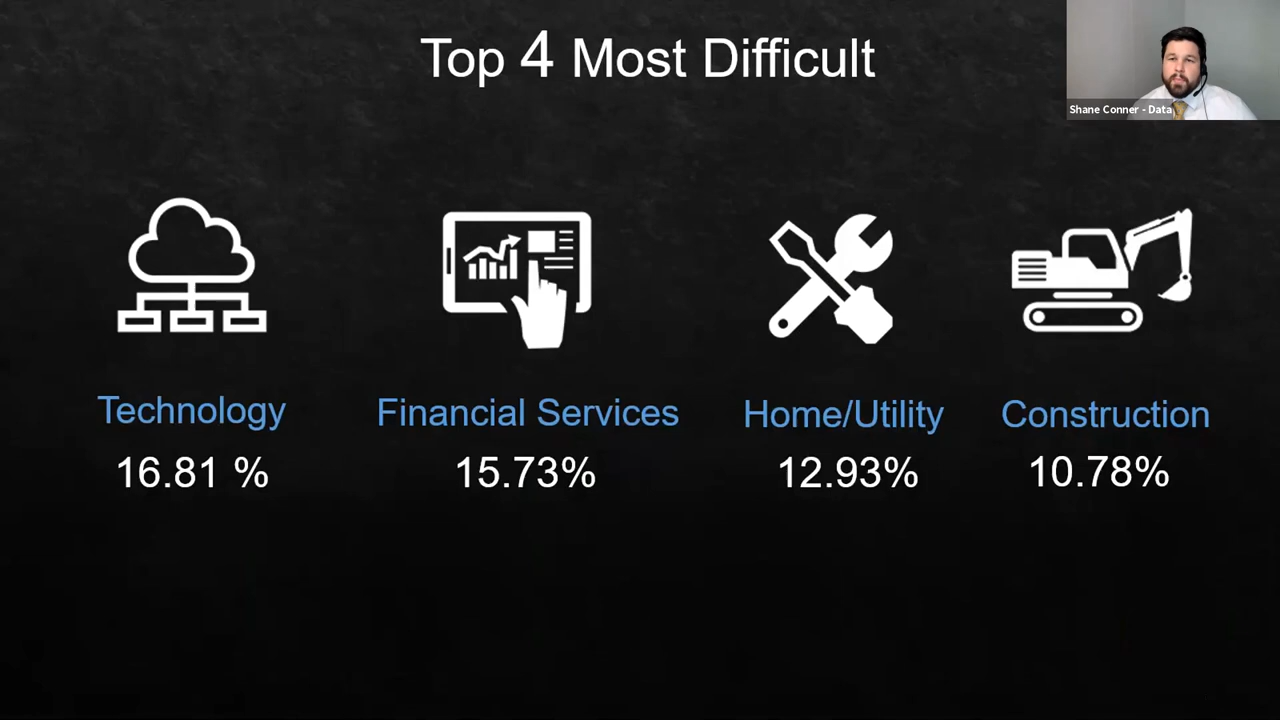 Top 4 Most Difficult
Shane Conner - Data
Technology
Financial Services
Home/Utility
Construction
16.81 %
15.73%
12.93%
10.78%